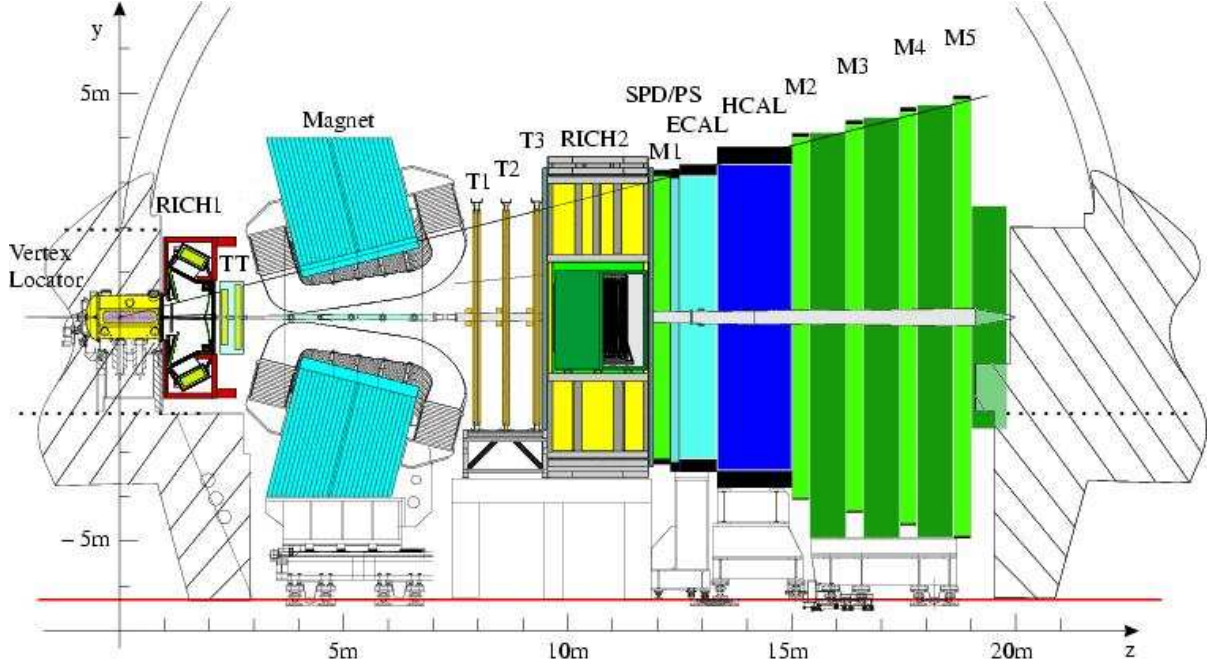 y
5m
Magnet
SPD/PS
ECAL
HCAL
M1
M2
M3
M4
M5
RICH2
T1
T2
T3
RICH1
TT
Vertex
Locator
– 5m
5m
10m
15m
20m
z